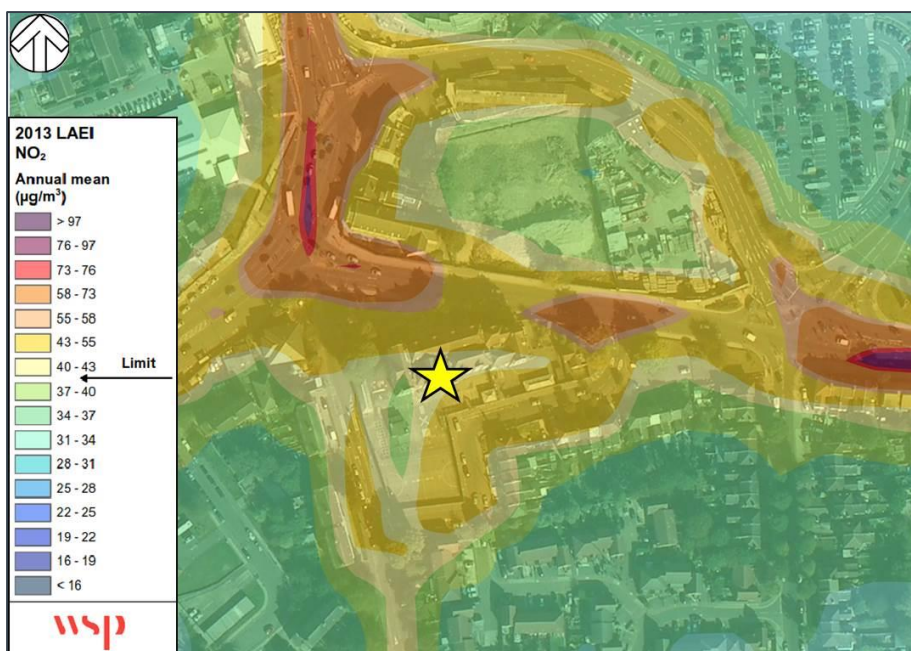 2013 LAEI
NO₂
Annual mean
(µg/m³)
> 97
76 - 97
73 - 76
58 - 73
55 - 58
43 - 55
40 - 43
Limit
37 - 40
34 - 37
31 - 34
28 - 31
25 - 28
22 - 25
19 - 22
16 - 19
< 16
wsp